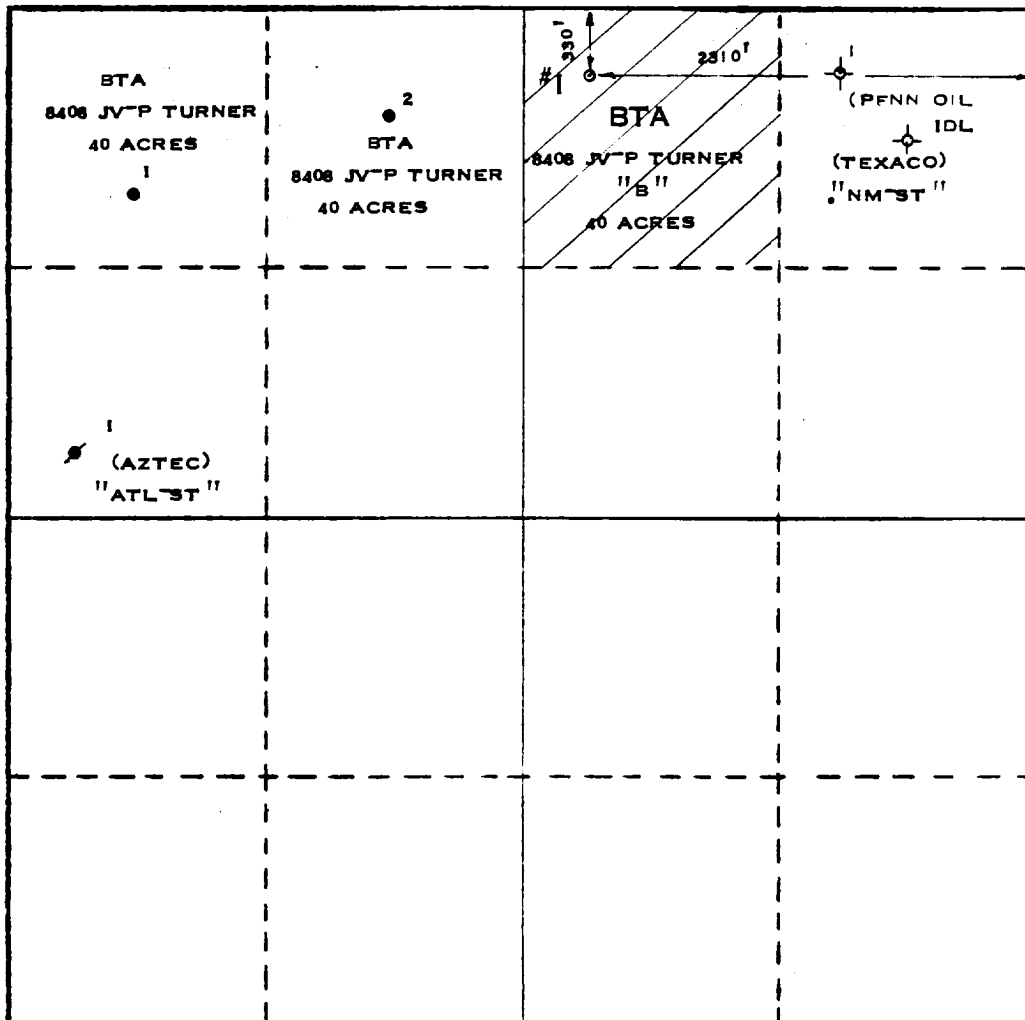 BTA
8408 JV-P TURNER
40 ACRES
1
2
BTA
8408 JV-P TURNER
40 ACRES
330'
2310'
#1
BTA
8408 JV-P TURNER
"B"
40 ACRES
1
(PENN OIL
IDL
(TEXACO)
"NM-ST"
1
(AZTEC)
"ATL-ST"